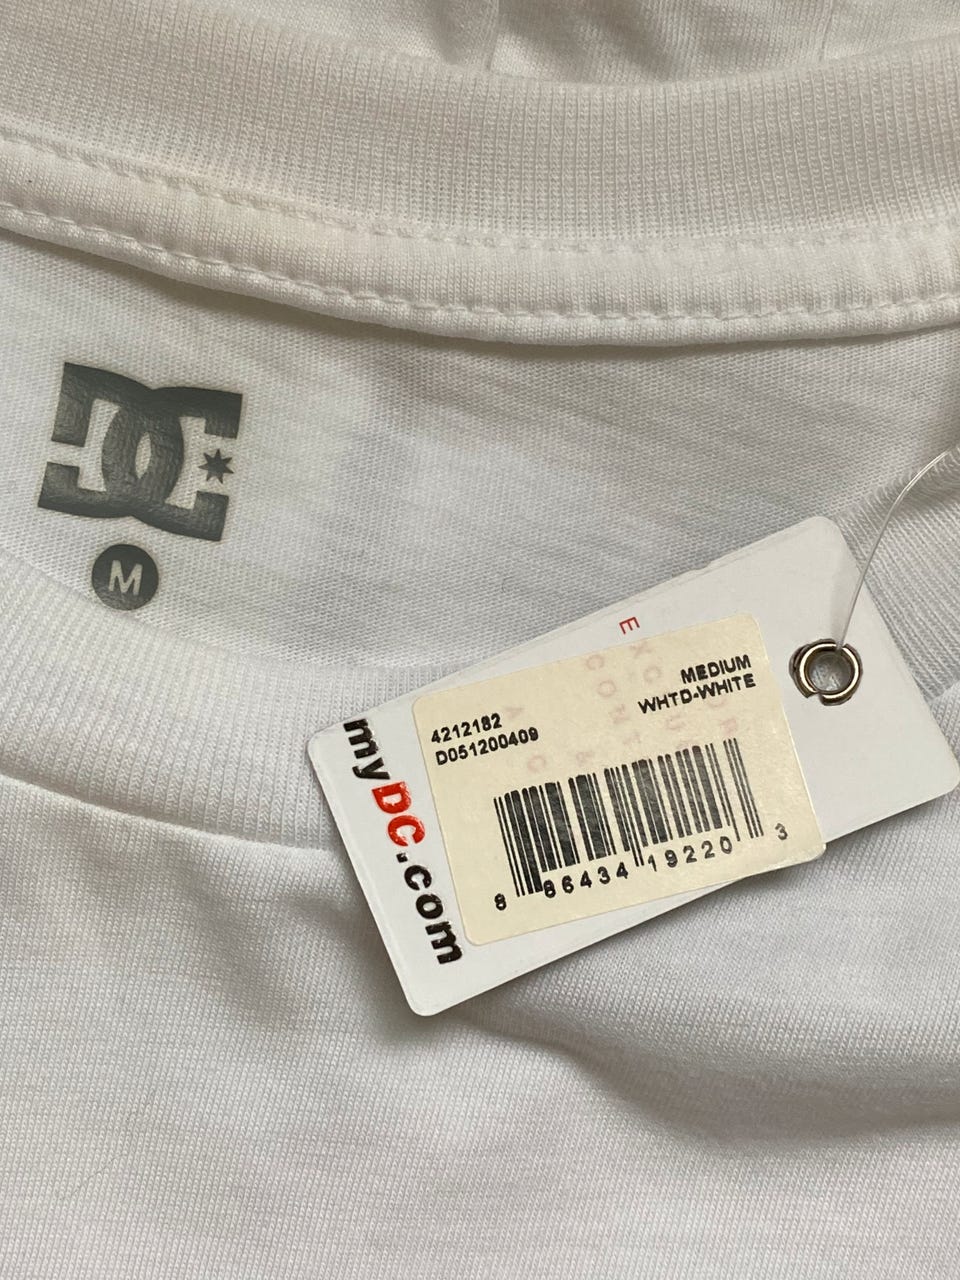 DC
M
MEDIUM
WHTD-WHITE
4212182
D051200409
8 86434 19220 3
myDC.com